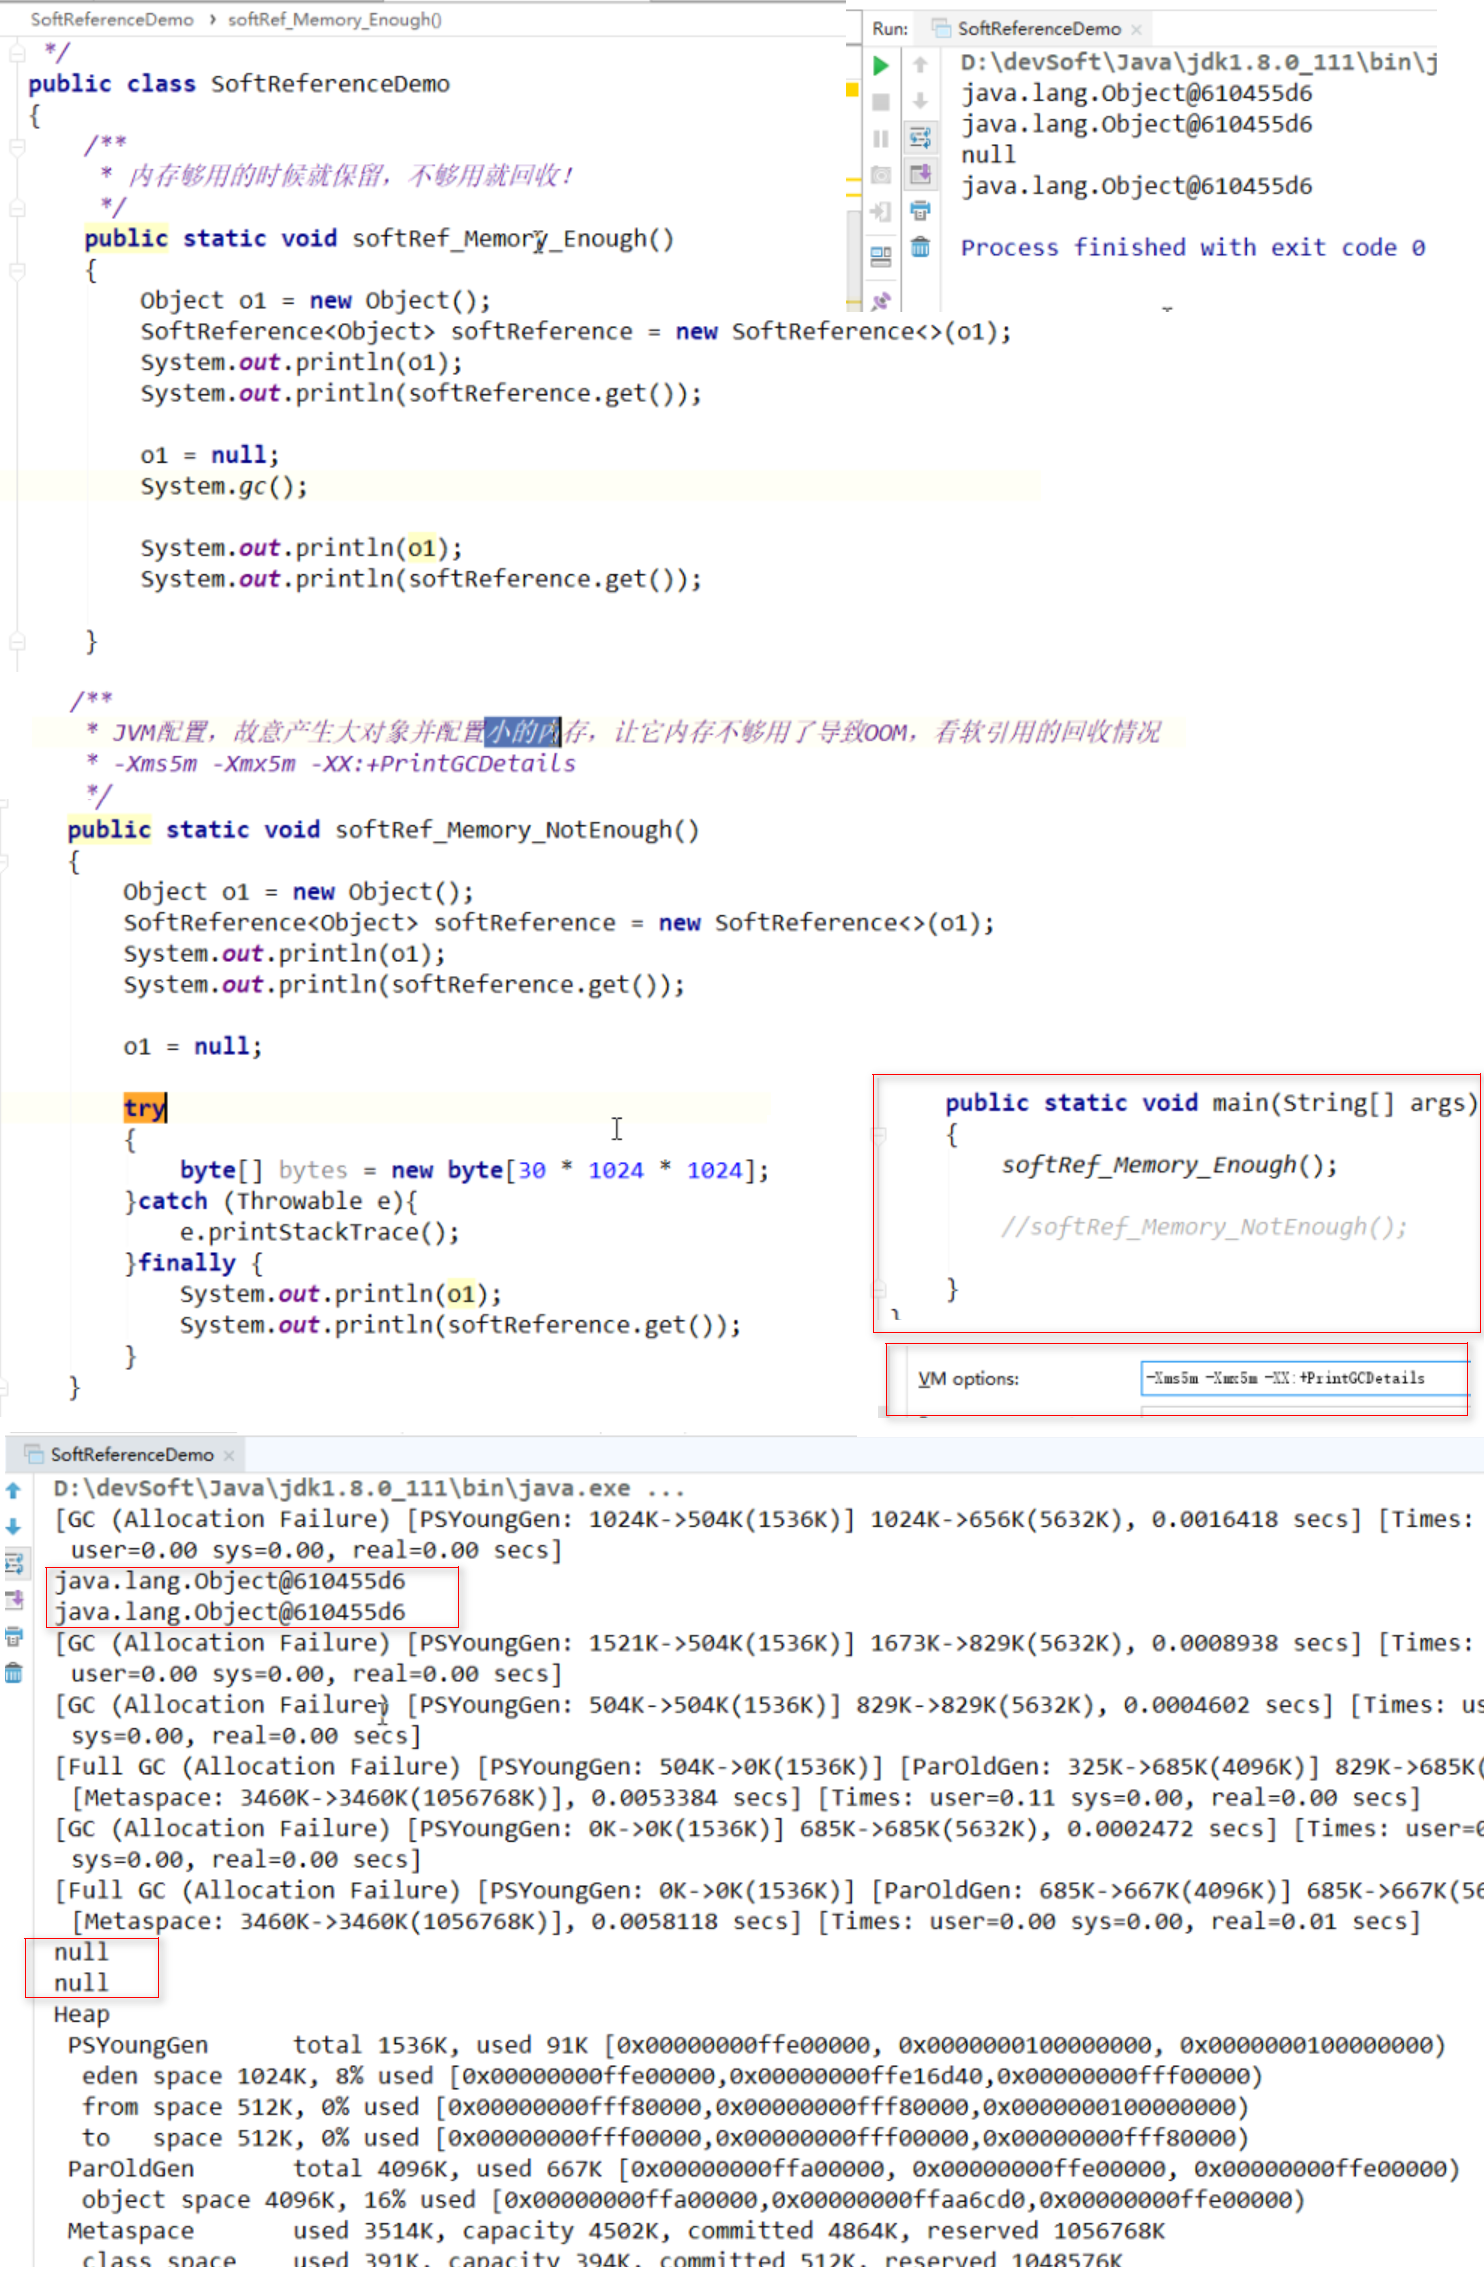 SoftReferenceDemo › softRef_Memory_Enough()
*/
public class SoftReferenceDemo
{
/**
* 内存够用的时候就保留，不够用就回收！
*/
public static void softRef_Memory_Enough()
{
Object o1 = new Object();
SoftReference<Object> softReference = new SoftReference<>(o1);
System.out.println(o1);
System.out.println(softReference.get());
o1 = null;
System.gc();
System.out.println(o1);
System.out.println(softReference.get());
}
Run: SoftReferenceDemo ×
D:\devSoft\Java\jdk1.8.0_111\bin\j
java.lang.Object@610455d6
java.lang.Object@610455d6
null
java.lang.Object@610455d6
Process finished with exit code 0
/**
* JVM配置，故意产生大对象并配置小的内存，让它内存不够用了导致OOM，看软引用的回收情况
* -Xms5m -Xmx5m -XX:+PrintGCDetails
*/
public static void softRef_Memory_NotEnough()
{
Object o1 = new Object();
SoftReference<Object> softReference = new SoftReference<>(o1);
System.out.println(o1);
System.out.println(softReference.get());
o1 = null;
try
{
byte[] bytes = new byte[30 * 1024 * 1024];
}catch (Throwable e){
e.printStackTrace();
}finally {
System.out.println(o1);
System.out.println(softReference.get());
}
}
public static void main(String[] args)
{
softRef_Memory_Enough();
//softRef_Memory_NotEnough();
}
VM options: -Xms5m -Xmx5m -XX:+PrintGCDetails
SoftReferenceDemo ×
D:\devSoft\Java\jdk1.8.0_111\bin\java.exe ...
[GC (Allocation Failure) [PSYoungGen: 1024K->504K(1536K)] 1024K->656K(5632K), 0.0016418 secs] [Times:
user=0.00 sys=0.00, real=0.00 secs]
java.lang.Object@610455d6
java.lang.Object@610455d6
[GC (Allocation Failure) [PSYoungGen: 1521K->504K(1536K)] 1673K->829K(5632K), 0.0008938 secs] [Times:
user=0.00 sys=0.00, real=0.00 secs]
[GC (Allocation Failure) [PSYoungGen: 504K->504K(1536K)] 829K->829K(5632K), 0.0004602 secs] [Times: us
sys=0.00, real=0.00 secs]
[Full GC (Allocation Failure) [PSYoungGen: 504K->0K(1536K)] [ParOldGen: 325K->685K(4096K)] 829K->685K(
[Metaspace: 3460K->3460K(1056768K)], 0.0053384 secs] [Times: user=0.11 sys=0.00, real=0.00 secs]
[GC (Allocation Failure) [PSYoungGen: 0K->0K(1536K)] 685K->685K(5632K), 0.0002472 secs] [Times: user=0
sys=0.00, real=0.00 secs]
[Full GC (Allocation Failure) [PSYoungGen: 0K->0K(1536K)] [ParOldGen: 685K->667K(4096K)] 685K->667K(56
[Metaspace: 3460K->3460K(1056768K)], 0.0058118 secs] [Times: user=0.00 sys=0.00, real=0.01 secs]
null
null
Heap
PSYoungGen total 1536K, used 91K [0x00000000ffe00000, 0x0000000100000000, 0x0000000100000000)
eden space 1024K, 8% used [0x00000000ffe00000,0x00000000ffe16d40,0x00000000fff00000)
from space 512K, 0% used [0x00000000fff80000,0x00000000fff80000,0x0000000100000000)
to space 512K, 0% used [0x00000000fff00000,0x00000000fff00000,0x00000000fff80000)
ParOldGen total 4096K, used 667K [0x00000000ffa00000, 0x00000000ffe00000, 0x00000000ffe00000)
object space 4096K, 16% used [0x00000000ffa00000,0x00000000ffaa6cd0,0x00000000ffe00000)
Metaspace used 3514K, capacity 4502K, committed 4864K, reserved 1056768K
class space used 391K, capacity 394K, committed 512K, reserved 1048576K